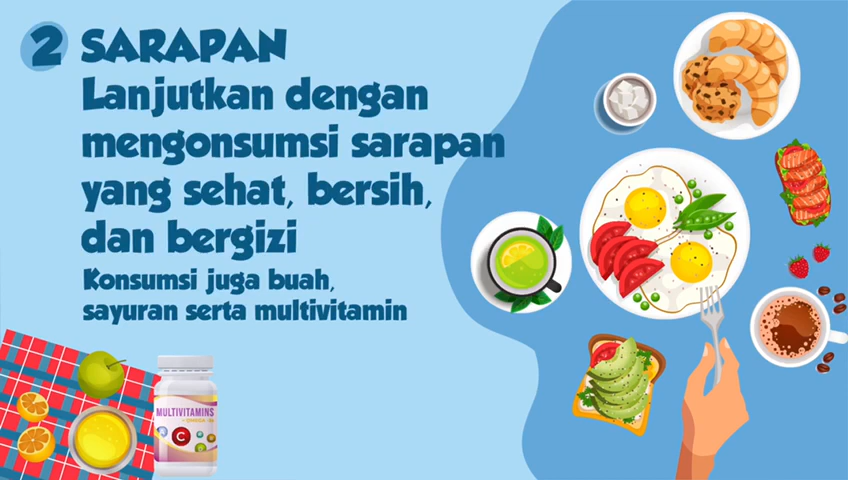 2 SARAPAN
Lanjutkan dengan
mengonsumsi sarapan
yang sehat, bersih,
dan bergizi
Konsumsi juga buah,
sayuran serta multivitamin
MULTIVITAMINS
C